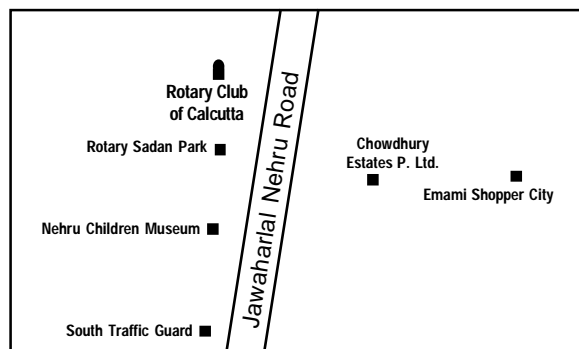 Rotary Club
of Calcutta
Rotary Sadan Park
Nehru Children Museum
South Traffic Guard
Jawaharlal Nehru Road
Chowdhury
Estates P. Ltd.
Emami Shopper City